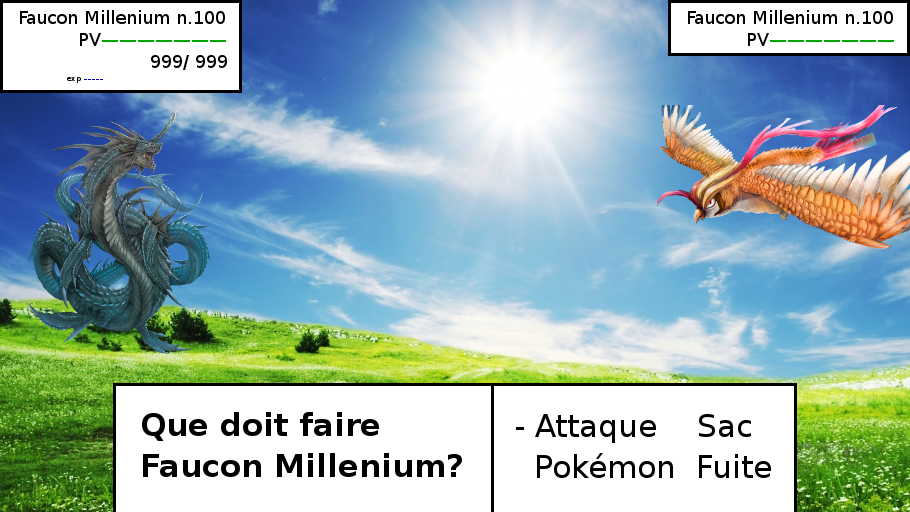 Faucon Millenium n.100
PV———————
999/ 999
exp -----
Faucon Millenium n.100
PV———————
Que doit faire
Faucon Millenium?
- Attaque Sac
Pokémon Fuite